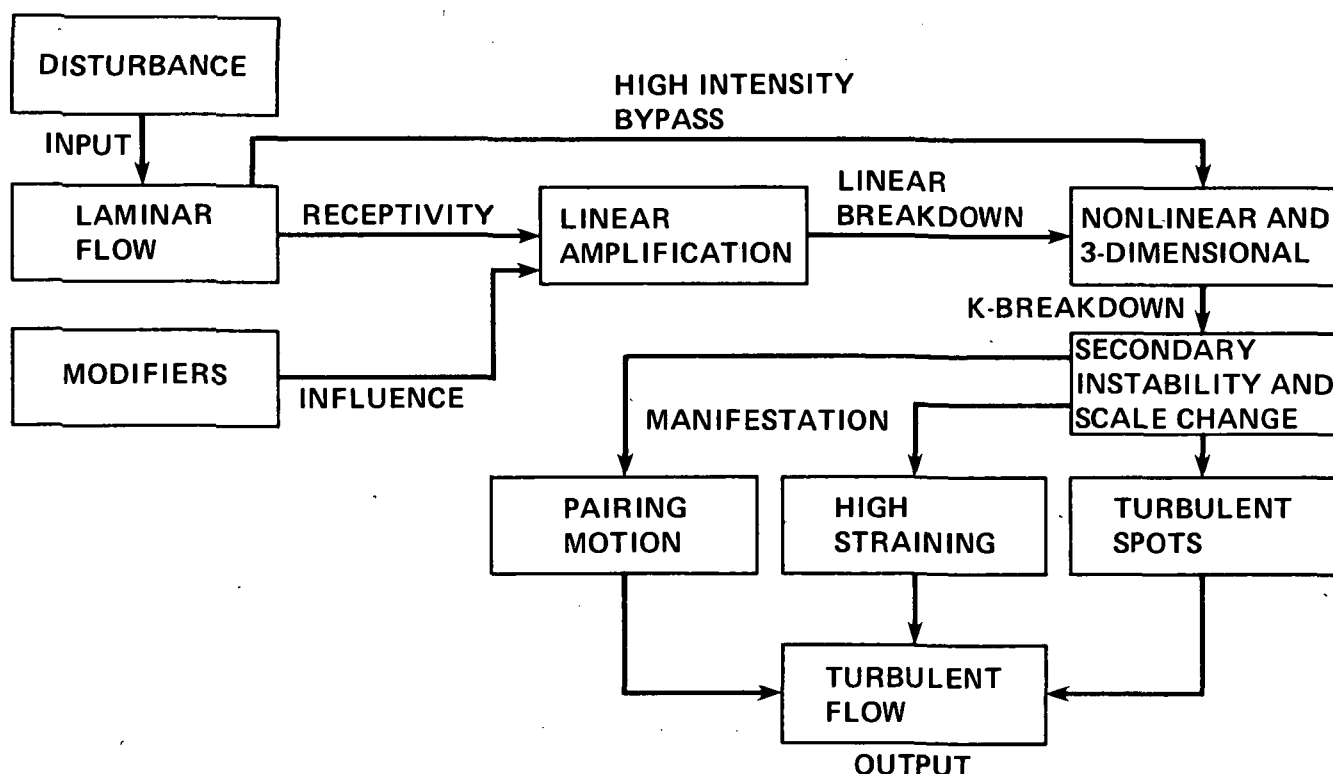 DISTURBANCE
HIGH INTENSITY
BYPASS
INPUT
LAMINAR
FLOW
RECEPTIVITY
LINEAR
AMPLIFICATION
LINEAR
BREAKDOWN
NONLINEAR AND
3-DIMENSIONAL
K-BREAKDOWN
MODIFIERS
INFLUENCE
SECONDARY
INSTABILITY AND
SCALE CHANGE
MANIFESTATION
PAIRING
MOTION
HIGH
STRAINING
TURBULENT
SPOTS
TURBULENT
FLOW
OUTPUT